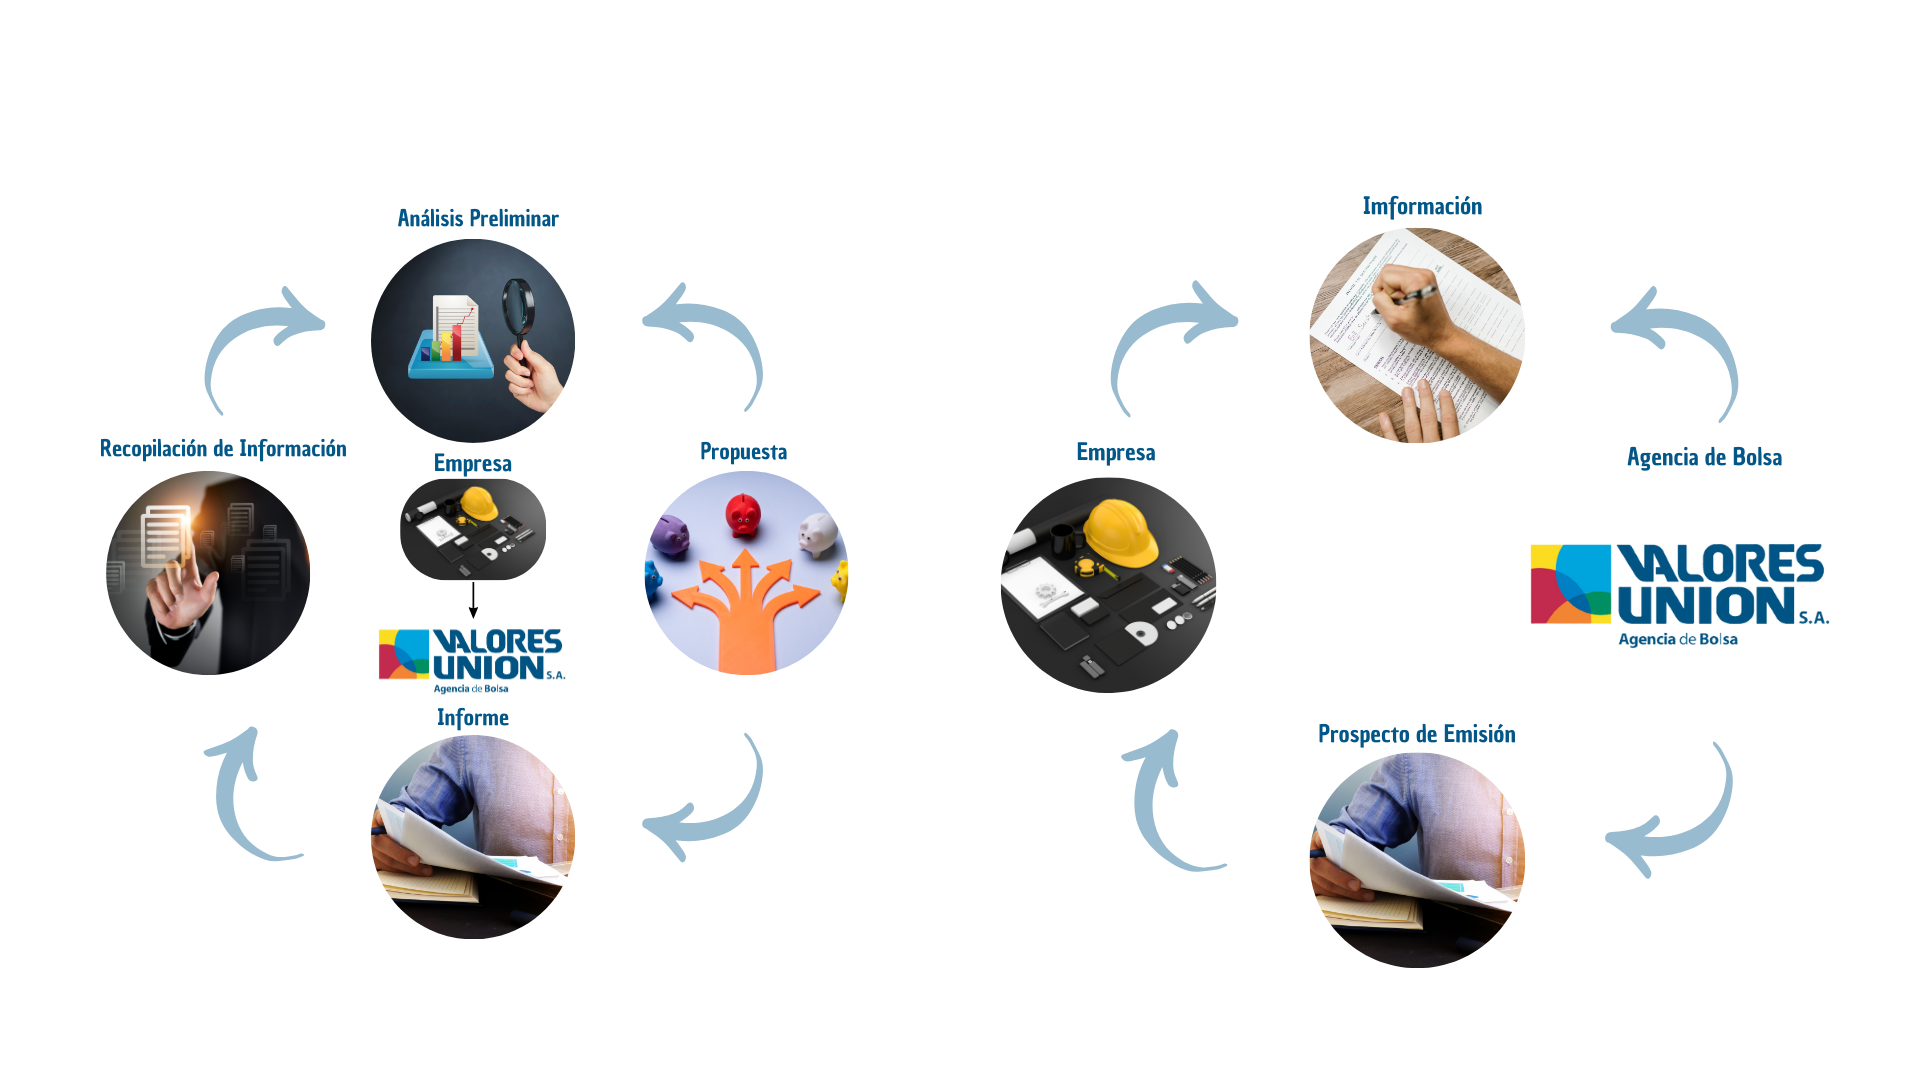 Análisis Preliminar
Recopilación de Información
Empresa
Propuesta
VALORES
UNION S.A.
Agencia de Bolsa
Informe
Imformación
Empresa
Agencia de Bolsa
VALORES
UNION S.A.
Agencia de Bolsa
Prospecto de Emisión